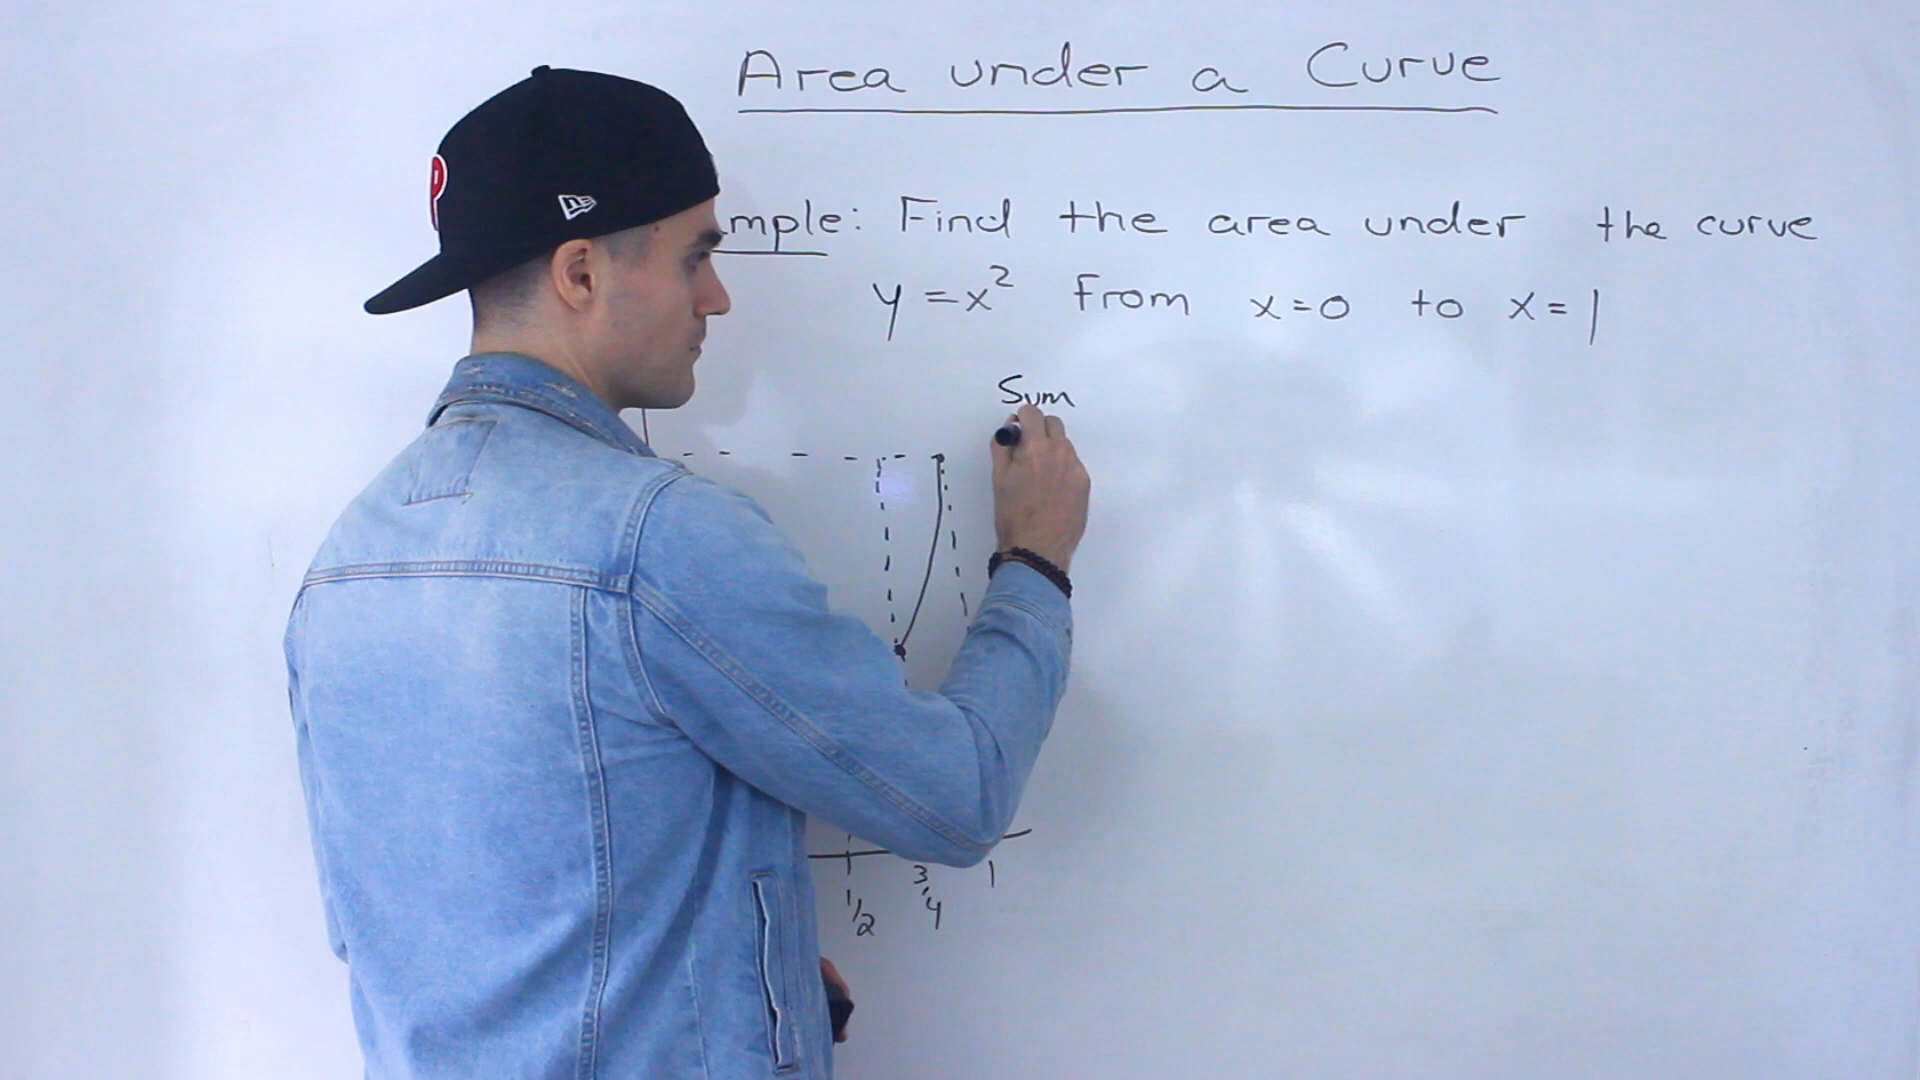 Area under a Curve
mple: Find the area under the curve
y = x² from x = 0 to x = 1
Sum
1/2 3/4 1
P